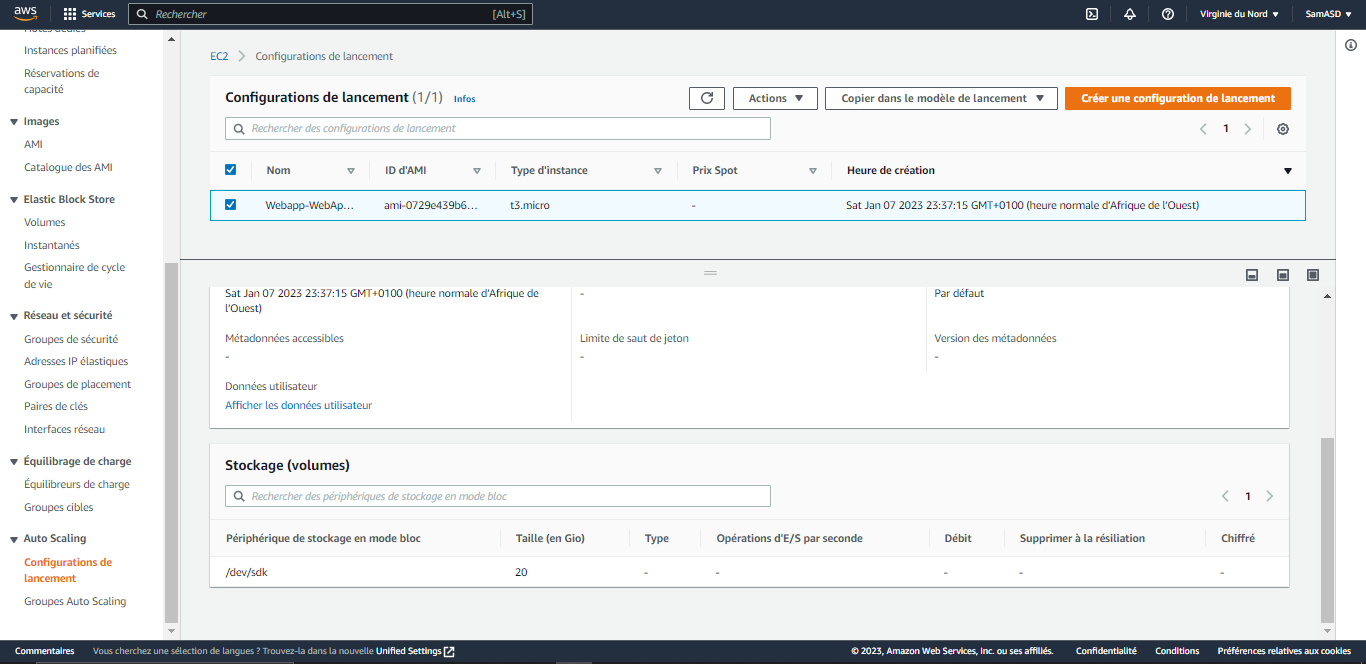 aws
Services
Rechercher
[Alt+S]
Virginie du Nord
SamASD
Instances planifiées
Réservations de
capacité
Images
AMI
Catalogue des AMI
Elastic Block Store
Volumes
Instantanés
Gestionnaire de cycle
de vie
Réseau et sécurité
Groupes de sécurité
Adresses IP élastiques
Groupes de placement
Paires de clés
Interfaces réseau
Équilibrage de charge
Équilibreurs de charge
Groupes cibles
Auto Scaling
Configurations de
lancement
Groupes Auto Scaling
EC2 > Configurations de lancement
Configurations de lancement (1/1) Infos
Actions
Copier dans le modèle de lancement
Créer une configuration de lancement
Rechercher des configurations de lancement
1
Nom ID d'AMI Type d'instance Prix Spot Heure de création
Webapp-WebAp... ami-0729e439b6... t3.micro - Sat Jan 07 2023 23:37:15 GMT+0100 (heure normale d'Afrique de l'Ouest)
Sat Jan 07 2023 23:37:15 GMT+0100 (heure normale d'Afrique de
l'Ouest)
-
Par défaut
Métadonnées accessibles
-
Limite de saut de jeton
-
Version des métadonnées
-
Données utilisateur
Afficher les données utilisateur
Stockage (volumes)
Rechercher des périphériques de stockage en mode bloc
1
Périphérique de stockage en mode bloc Taille (en Gio) Type Opérations d'E/S par seconde Débit Supprimer à la résiliation Chiffré
/dev/sdk 20 - - - - -
Commentaires
Vous cherchez une sélection de langues ? Trouvez-la dans la nouvelle Unified Settings
© 2023, Amazon Web Services, Inc. ou ses affiliés.
Confidentialité
Conditions
Préférences relatives aux cookies